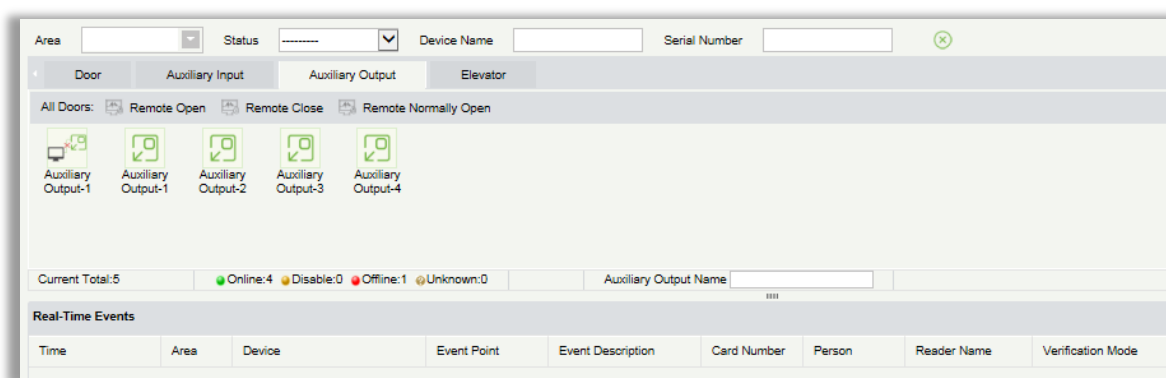 Area Status --------- Device Name Serial Number
Door Auxiliary Input Auxiliary Output Elevator
All Doors: Remote Open Remote Close Remote Normally Open
Auxiliary Output-1 Auxiliary Output-1 Auxiliary Output-2 Auxiliary Output-3 Auxiliary Output-4
Current Total:5 Online:4 Disable:0 Offline:1 Unknown:0 Auxiliary Output Name
Real-Time Events
Time Area Device Event Point Event Description Card Number Person Reader Name Verification Mode